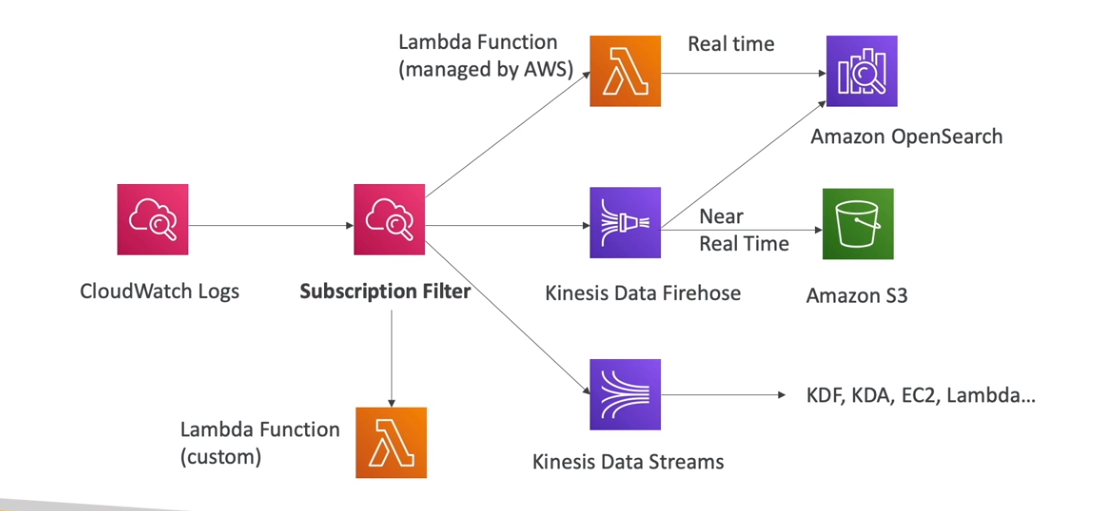 Lambda Function
(managed by AWS)
Real time
Amazon OpenSearch
CloudWatch Logs
Subscription Filter
Kinesis Data Firehose
Near
Real Time
Amazon S3
Lambda Function
(custom)
Kinesis Data Streams
KDF, KDA, EC2, Lambda...